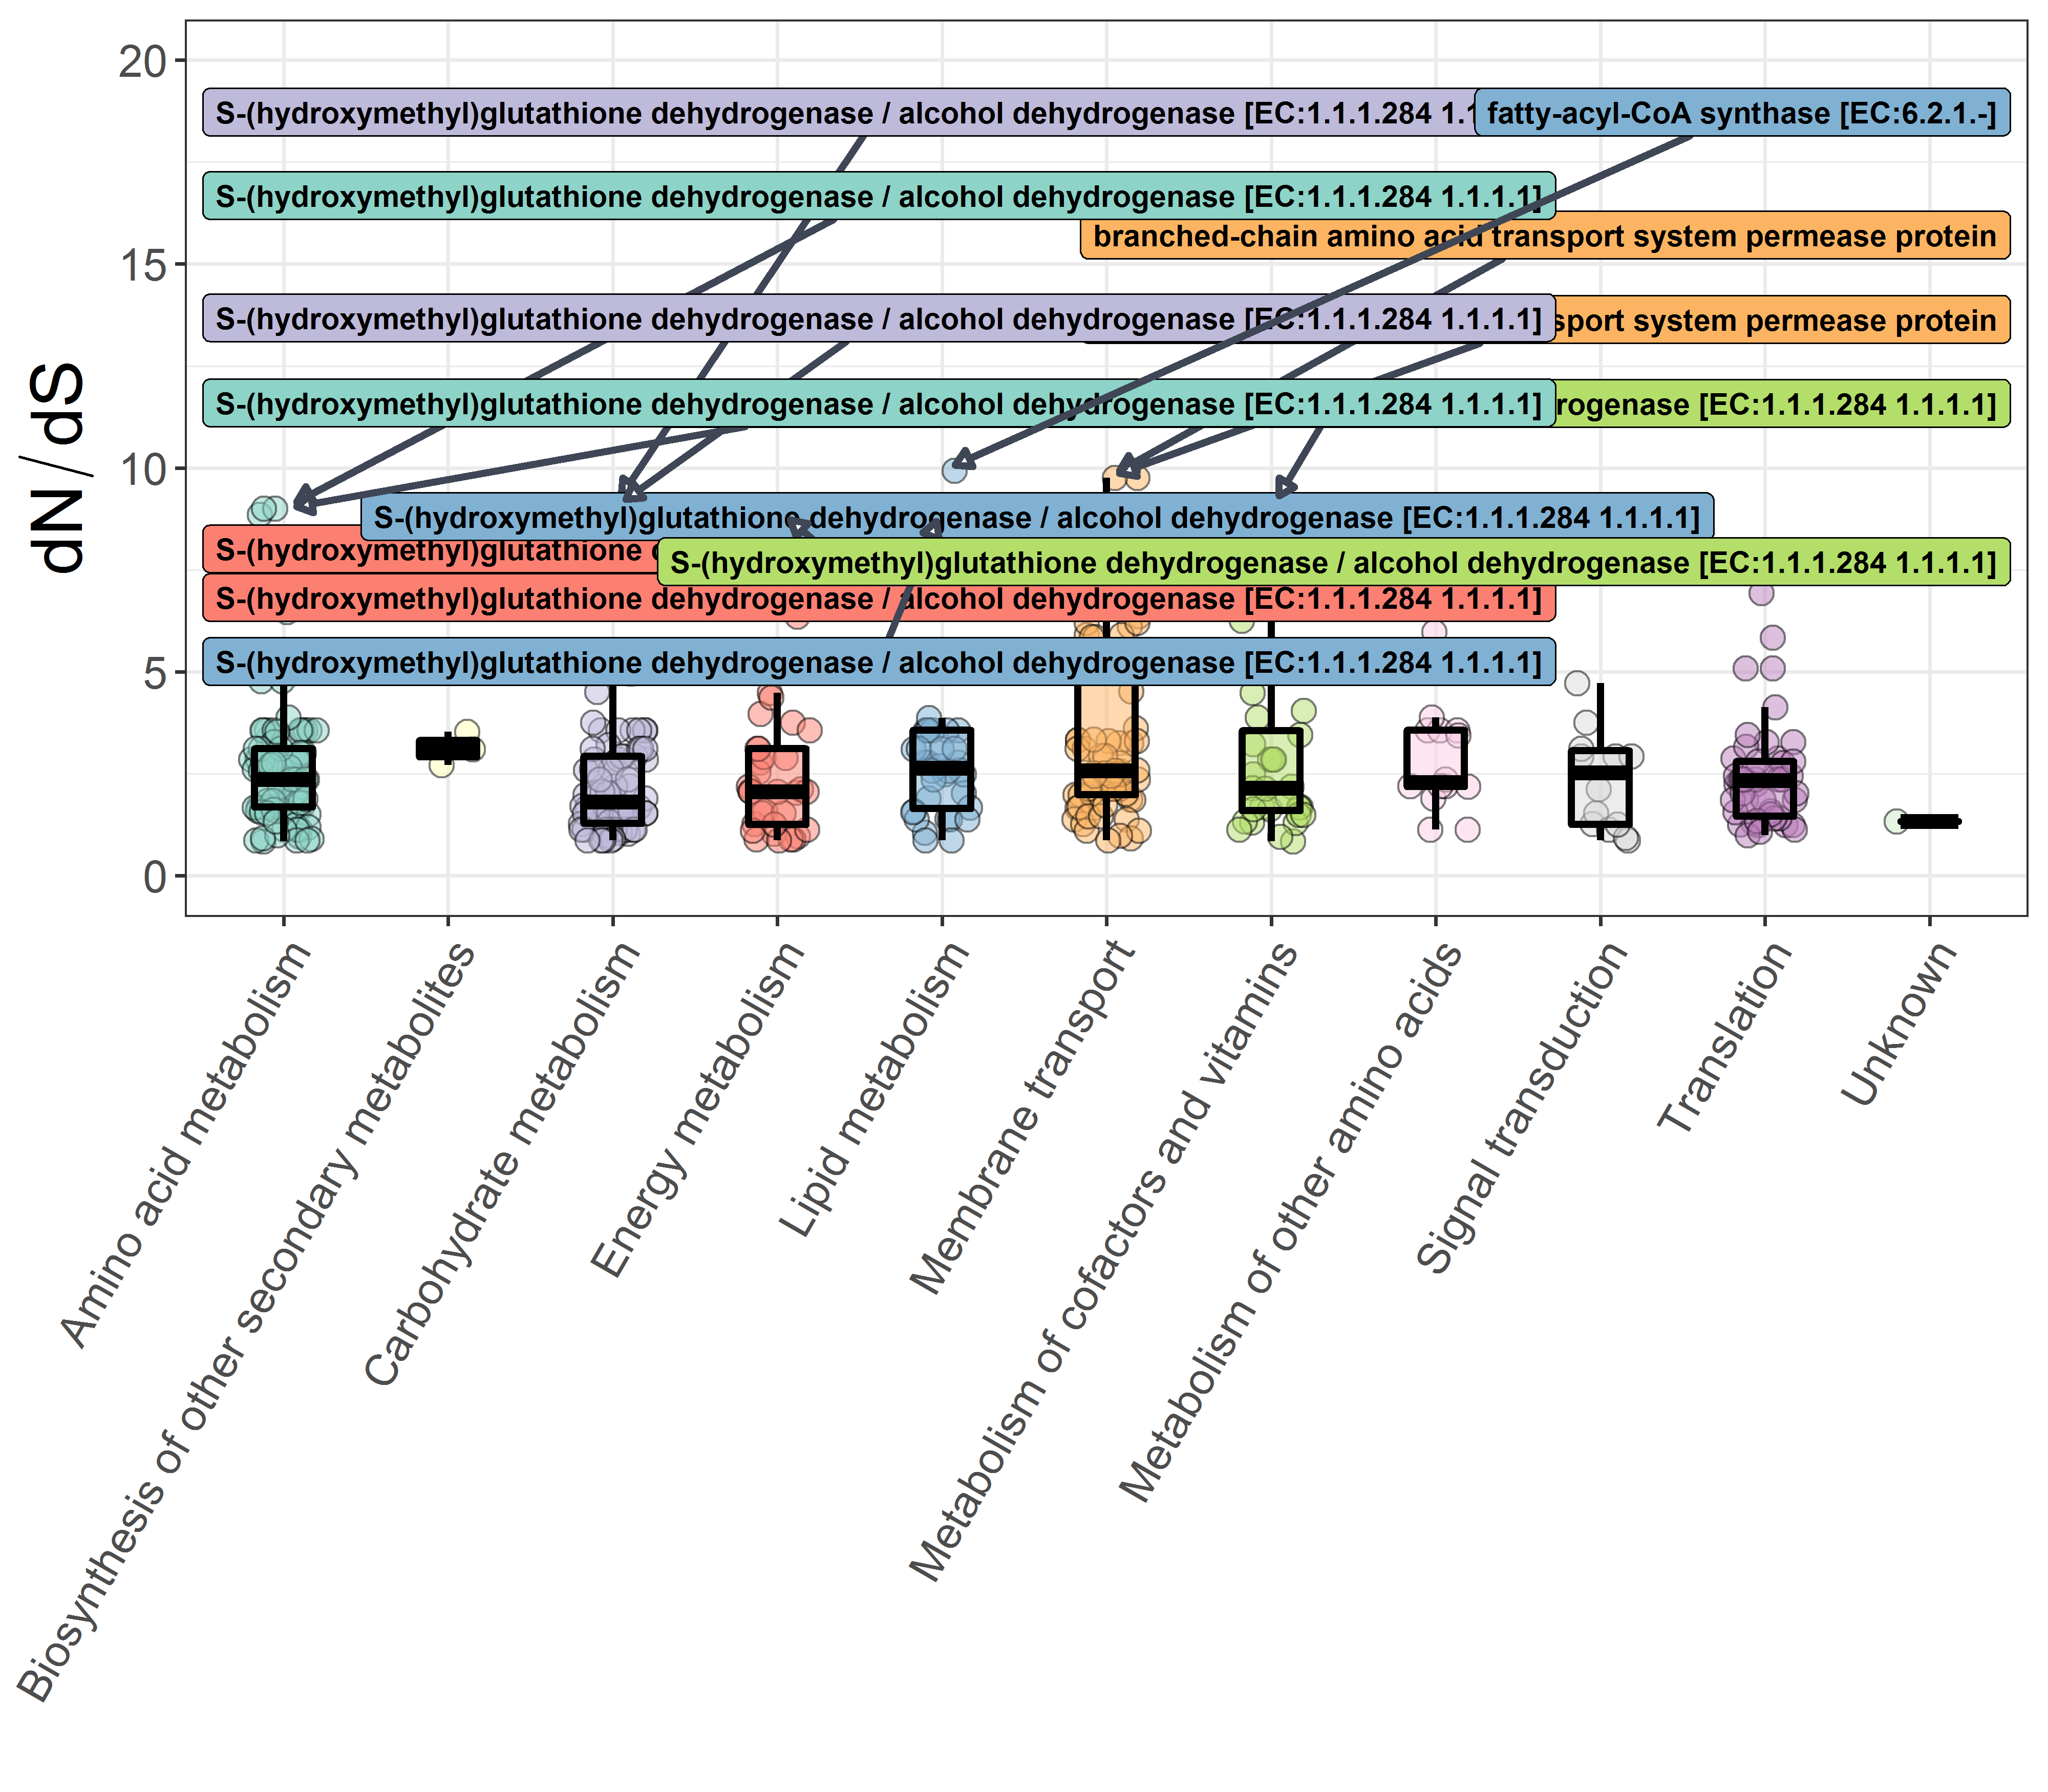 20
S-(hydroxymethyl)glutathione dehydrogenase / alcohol dehydrogenase [EC:1.1.1.284
fatty-acyl-CoA synthase [EC:6.2.1.-]
S-(hydroxymethyl)glutathione dehydrogenase / alcohol dehydrogenase [EC:1.1.1.284 1.1.1.1]
branched-chain amino acid transport system permease protein
15
S-(hydroxymethyl)glutathione dehydrogenase / alcohol dehydrogenase [EC:1.1.1.284 1.1.1.1]
system permease protein
S-(hydroxymethyl)glutathione dehydrogenase / alcohol dehydrogenase [EC:1.1.1.284 1.1.1.1]
[EC:1.1.1.284 1.1.1.1]
dN / dS
10
S-(hydroxymethyl)glutathione dehydrogenase / alcohol dehydrogenase [EC:1.1.1.284 1.1.1.1]
S-(hydroxymethyl)glutathione
S-(hydroxymethyl)glutathione dehydrogenase / alcohol dehydrogenase [EC:1.1.1.284 1.1.1.1]
S-(hydroxymethyl)glutathione dehydrogenase / alcohol dehydrogenase [EC:1.1.1.284 1.1.1.1]
5
S-(hydroxymethyl)glutathione dehydrogenase / alcohol dehydrogenase [EC:1.1.1.284 1.1.1.1]
0
Amino acid metabolism
Biosynthesis of other secondary metabolites
Carbohydrate metabolism
Energy metabolism
Lipid metabolism
Membrane transport
Metabolism of cofactors and vitamins
Metabolism of other amino acids
Signal transduction
Translation
Unknown